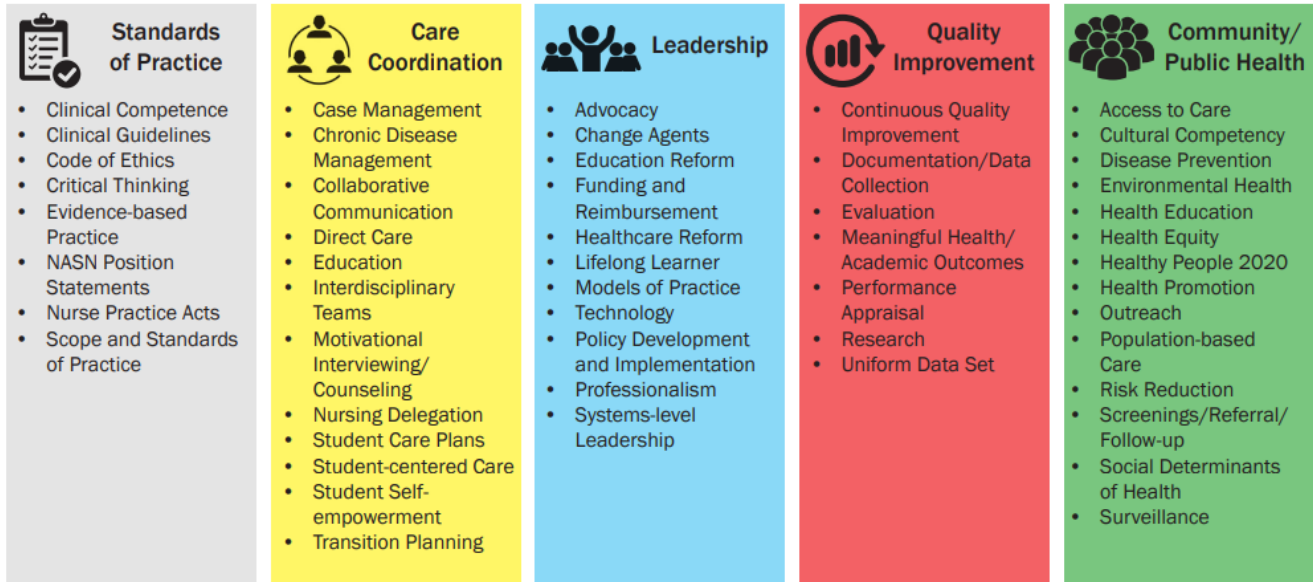 Standards
of Practice
• Clinical Competence
• Clinical Guidelines
• Code of Ethics
• Critical Thinking
• Evidence-based
Practice
• NASN Position
Statements
• Nurse Practice Acts
• Scope and Standards
of Practice
Care
Coordination
• Case Management
• Chronic Disease
Management
• Collaborative
Communication
• Direct Care
• Education
• Interdisciplinary
Teams
• Motivational
Interviewing/
Counseling
• Nursing Delegation
• Student Care Plans
• Student-centered Care
• Student Self-
empowerment
• Transition Planning
Leadership
• Advocacy
• Change Agents
• Education Reform
• Funding and
Reimbursement
• Healthcare Reform
• Lifelong Learner
• Models of Practice
• Technology
• Policy Development
and Implementation
• Professionalism
• Systems-level
Leadership
Quality
Improvement
• Continuous Quality
Improvement
• Documentation/Data
Collection
• Evaluation
• Meaningful Health/
Academic Outcomes
• Performance
Appraisal
• Research
• Uniform Data Set
Community/
Public Health
• Access to Care
• Cultural Competency
• Disease Prevention
• Environmental Health
• Health Education
• Health Equity
• Healthy People 2020
• Health Promotion
• Outreach
• Population-based
Care
• Risk Reduction
• Screenings/Referral/
Follow-up
• Social Determinants
of Health
• Surveillance